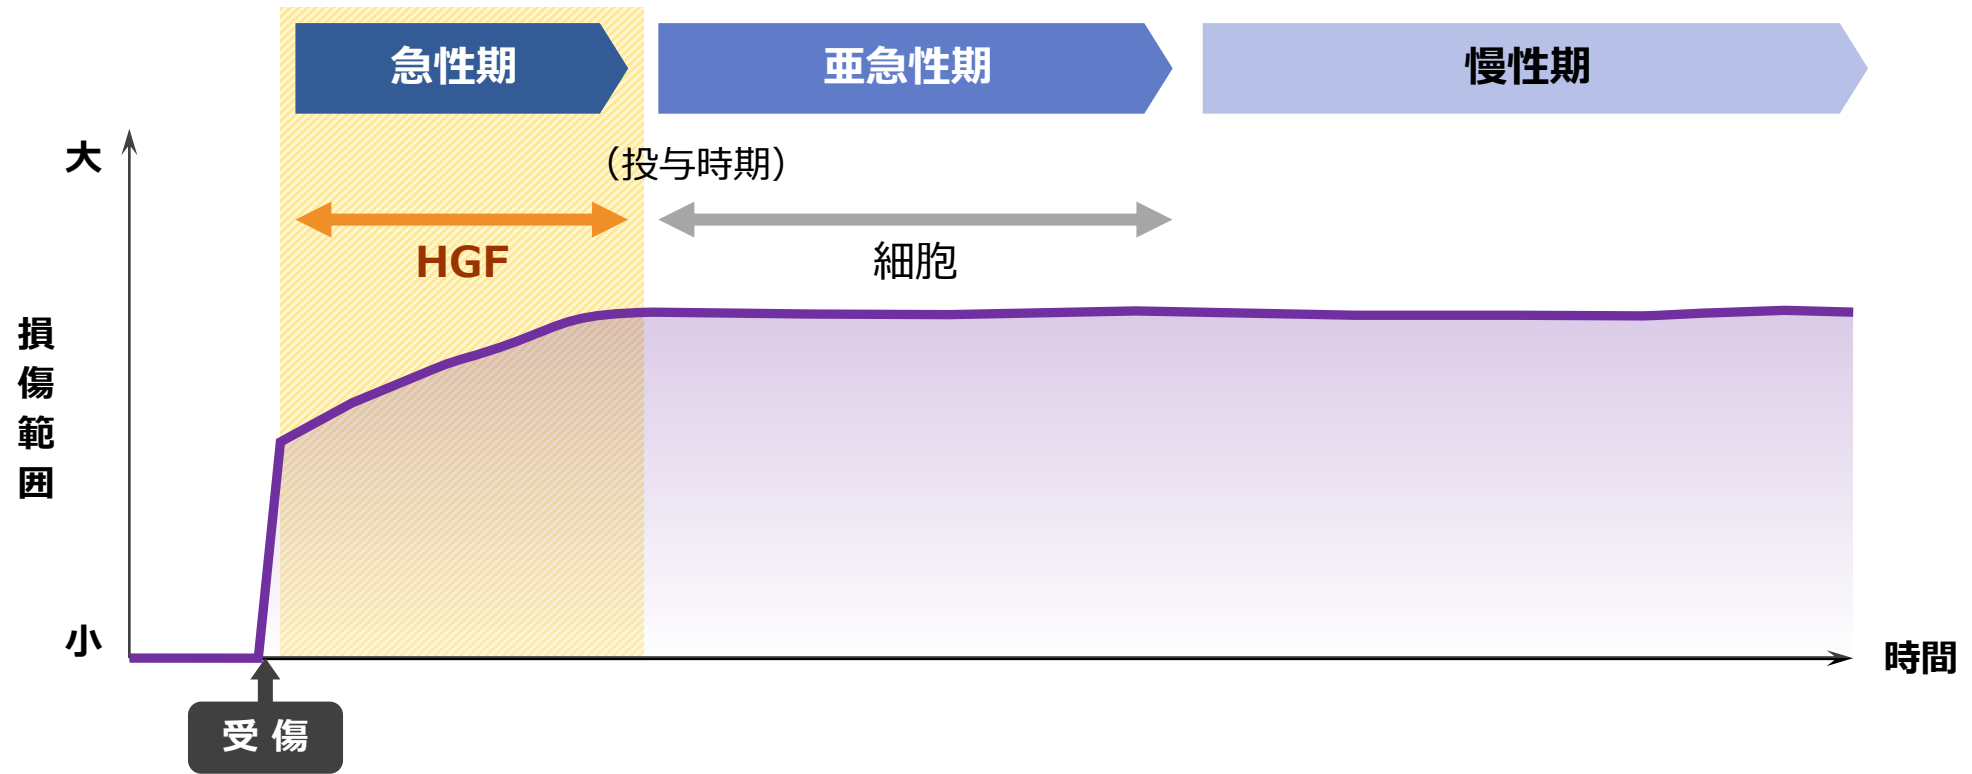 急性期
亜急性期
慢性期
大
（投与時期）
HGF
細胞
損傷範囲
小
時間
受傷